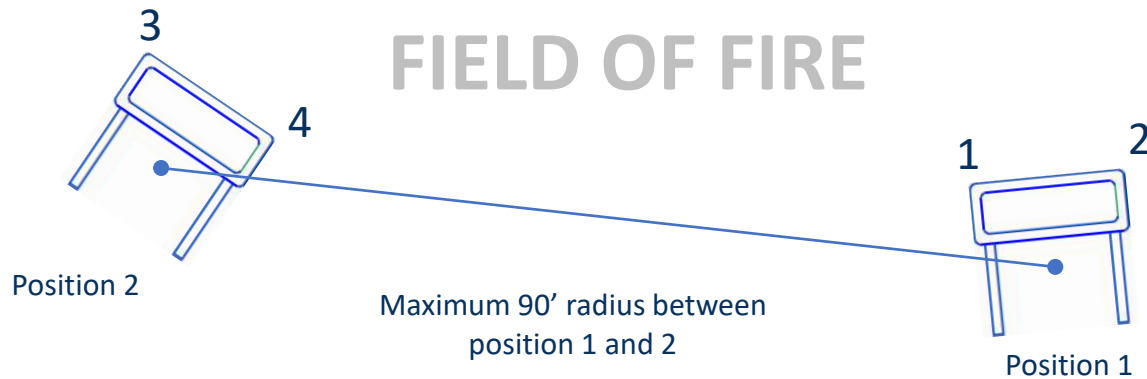 3
FIELD OF FIRE
4
1
2
Position 2
Maximum 90’ radius between
position 1 and 2
Position 1